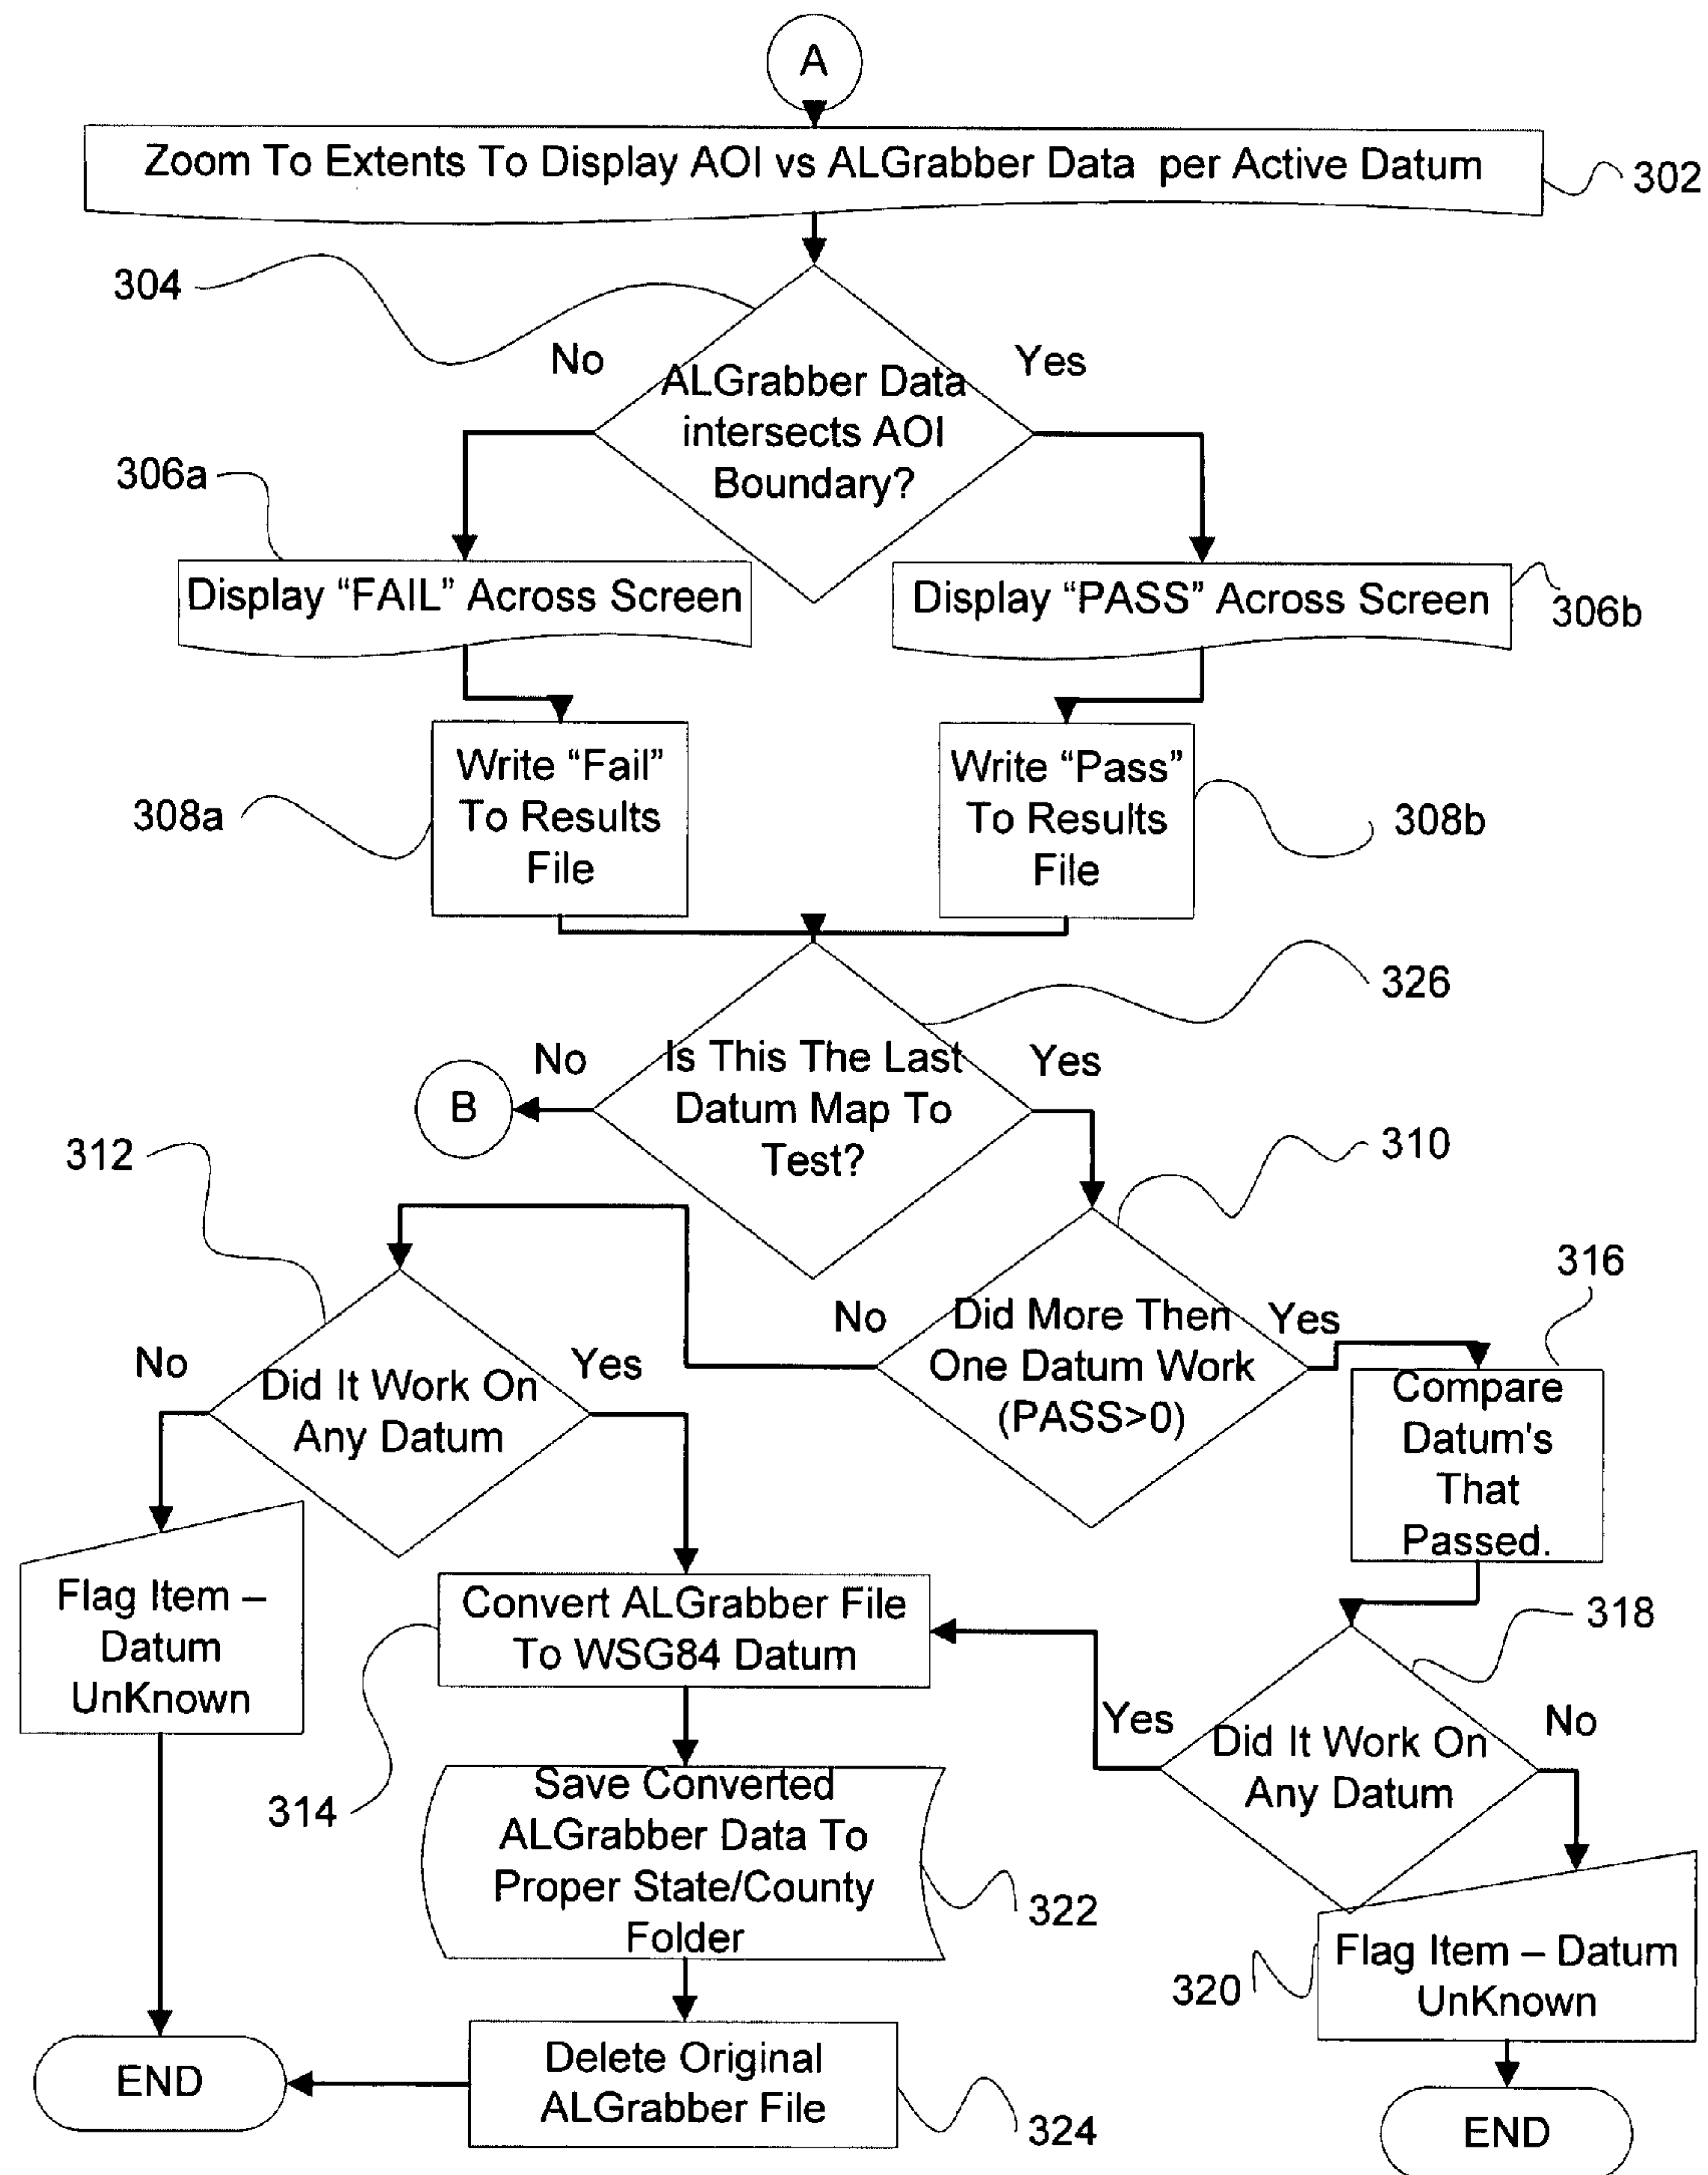 A
Zoom To Extents To Display AOI vs ALGrabber Data per Active Datum
302
304
No
Yes
ALGrabber Data
intersects AOI
Boundary?
306a
Display “FAIL” Across Screen
Display “PASS” Across Screen
306b
Write “Fail”
To Results
File
308a
Write “Pass”
To Results
File
308b
326
No
Yes
Is This The Last
Datum Map To
Test?
B
312
310
316
No
Yes
Did More Then
One Datum Work
(PASS>0)
No
Yes
Did It Work On
Any Datum
Compare
Datum's
That
Passed.
Flag Item –
Datum
UnKnown
Convert ALGrabber File
To WSG84 Datum
318
314
Yes
No
Did It Work On
Any Datum
Save Converted
ALGrabber Data To
Proper State/County
Folder
322
320
Flag Item – Datum
UnKnown
END
Delete Original
ALGrabber File
324
END